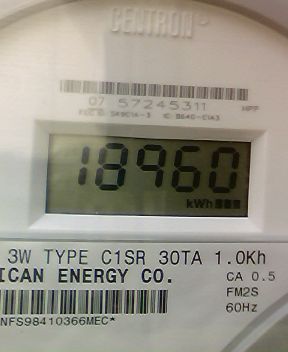 CENTRON
07 57245311
18960
kWh
3W TYPE C1SR 30TA 1.0Kh
ICAN ENERGY CO.
CA 0.5
FM2S
60Hz
NFS98410366MEC*